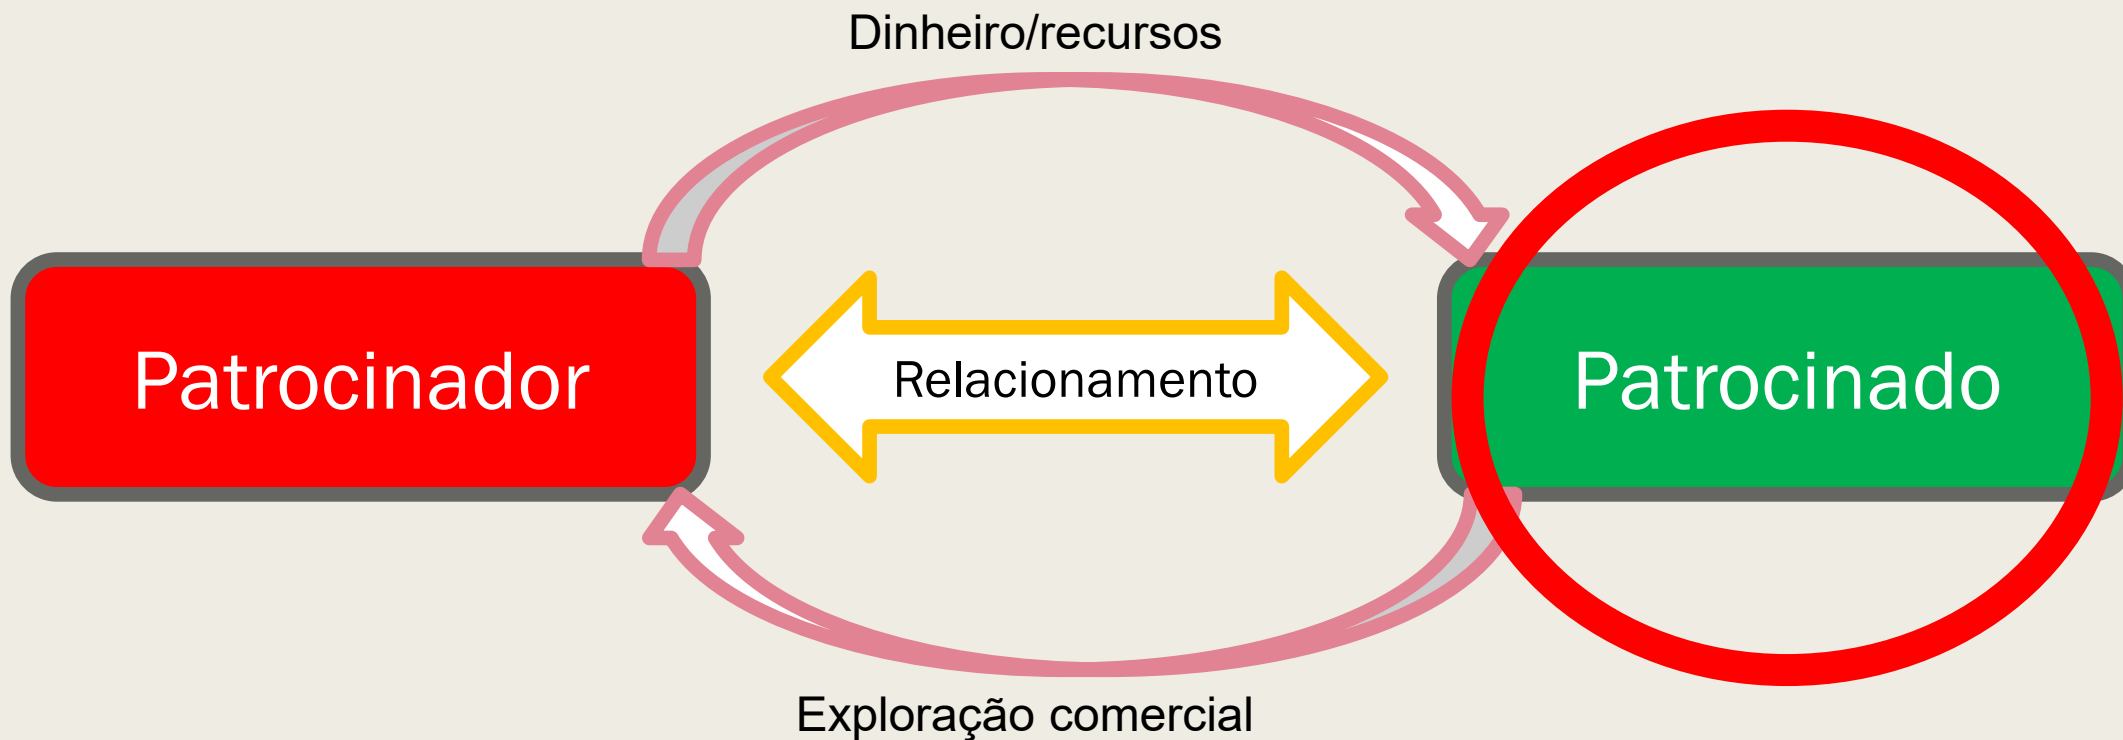 Dinheiro/recursos
Patrocinador
Relacionamento
Patrocinado
Exploração comercial